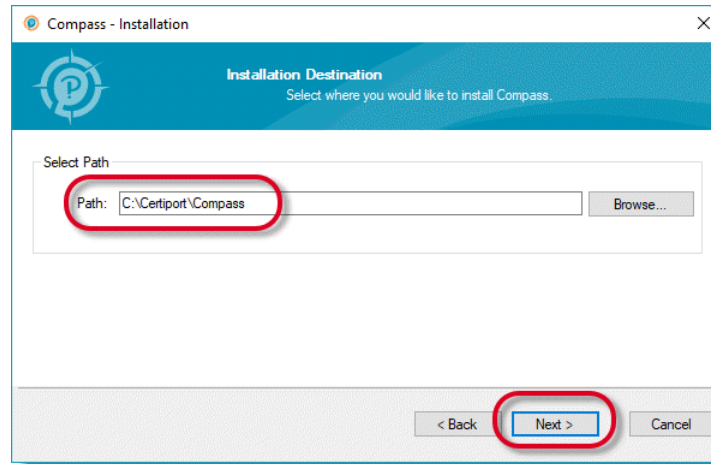 Compass - Installation
Installation Destination
Select where you would like to install Compass.
Select Path
Path: C:\Certiport\Compass Browse...
< Back Next > Cancel